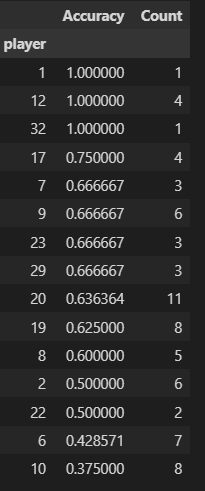 Accuracy Count
player
1 1.000000 1
12 1.000000 4
32 1.000000 1
17 0.750000 4
7 0.666667 3
9 0.666667 6
23 0.666667 3
29 0.666667 3
20 0.636364 11
19 0.625000 8
8 0.600000 5
2 0.500000 6
22 0.500000 2
6 0.428571 7
10 0.375000 8